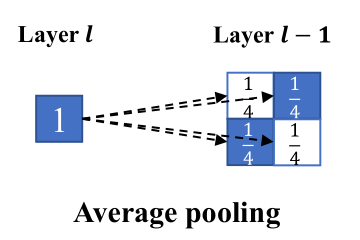 Layer l Layer l − 1
1 1/4 1/4
1/4 1/4
Average pooling